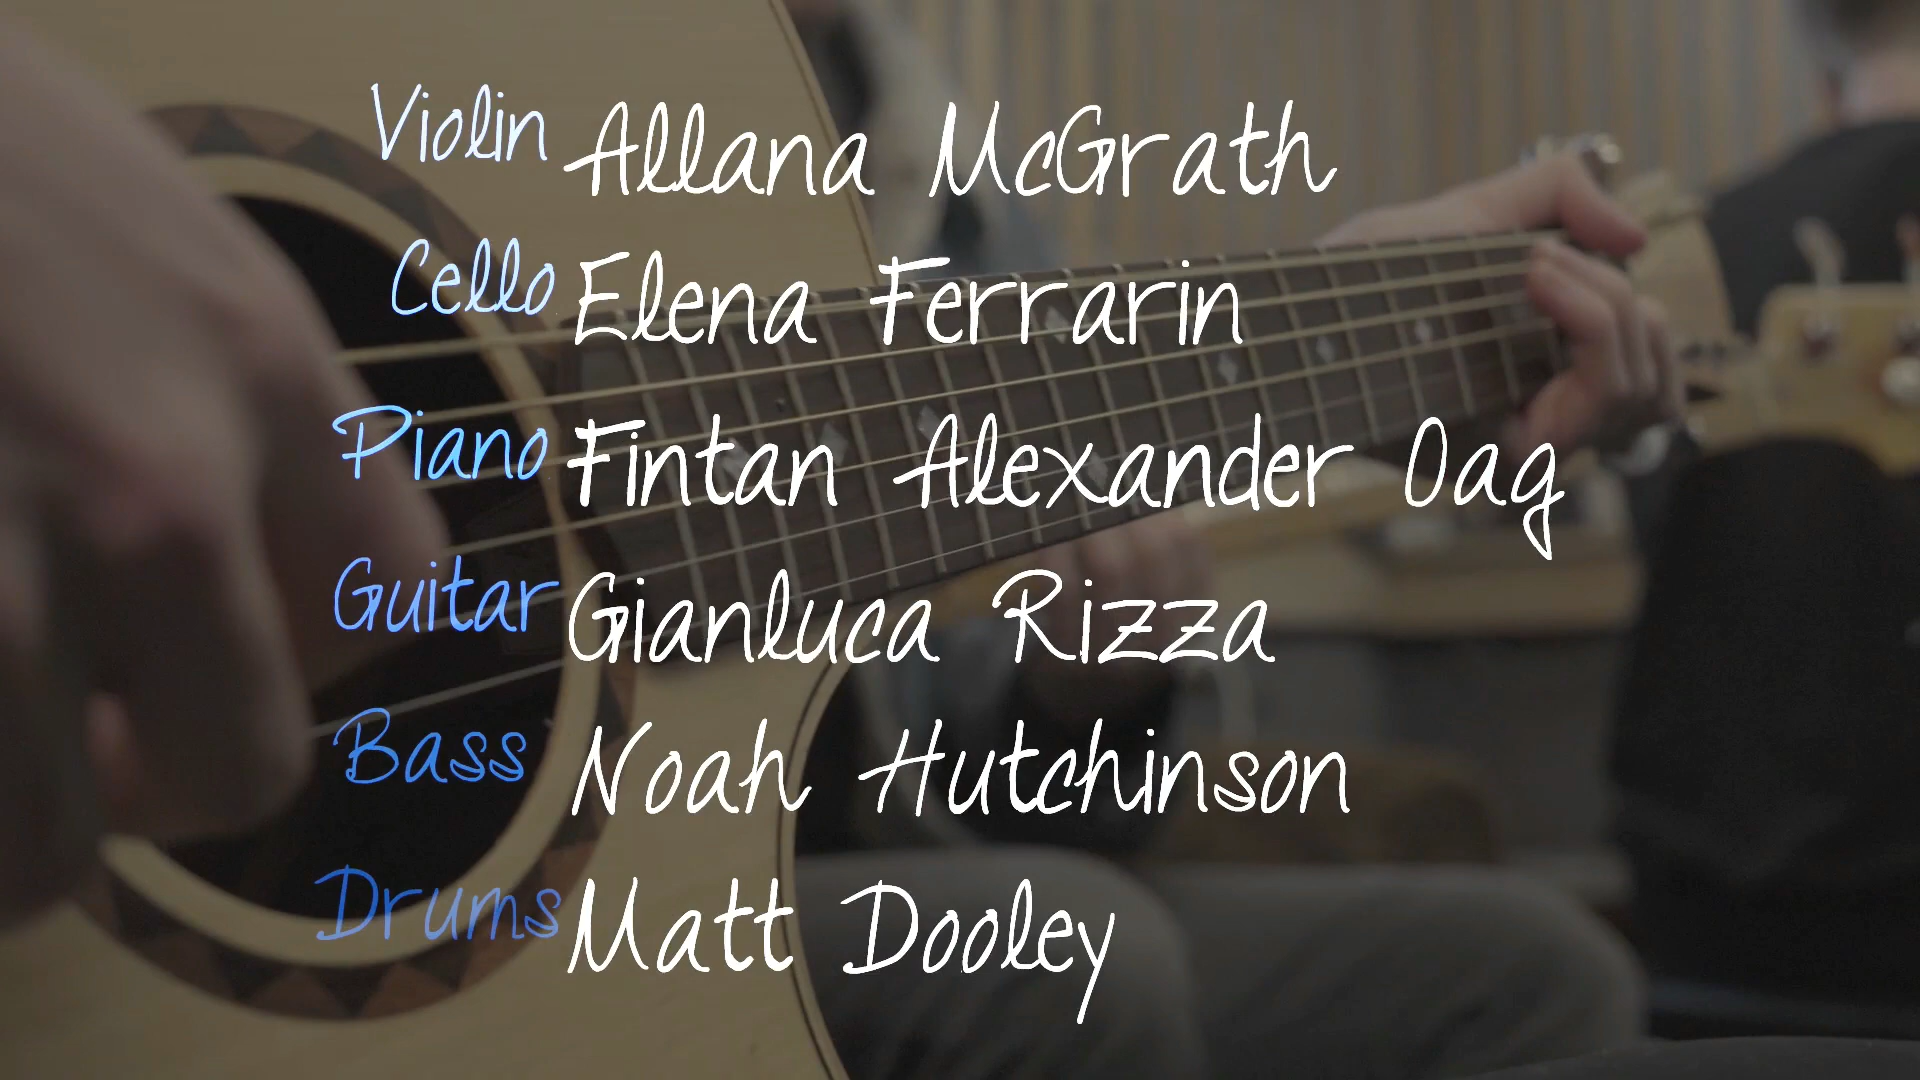 Violin Allana McGrath
Cello Elena Ferrarin
Piano Fintan Alexander Oag
Guitar Gianluca Rizza
Bass Noah Hutchinson
Drums Matt Dooley